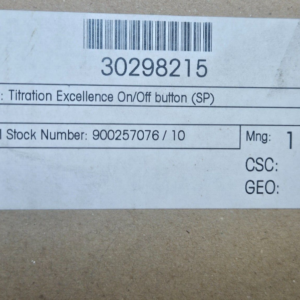 30298215
: Titration Excellence On/Off button (SP)
Stock Number: 900257076 / 10
Mng: 1
CSC:
GEO: